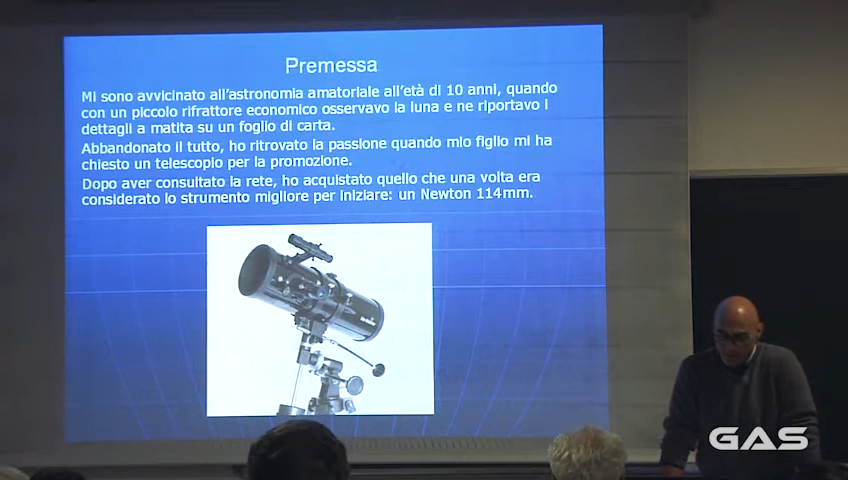 Premessa
Mi sono avvicinato all'astronomia amatoriale all'età di 10 anni, quando
con un piccolo rifrattore economico osservavo la luna e ne riportavo i
dettagli a matita su un foglio di carta.
Abbandonato il tutto, ho ritrovato la passione quando mio figlio mi ha
chiesto un telescopio per la promozione.
Dopo aver consultato la rete, ho acquistato quello che una volta era
considerato lo strumento migliore per iniziare: un Newton 114mm.
GAS